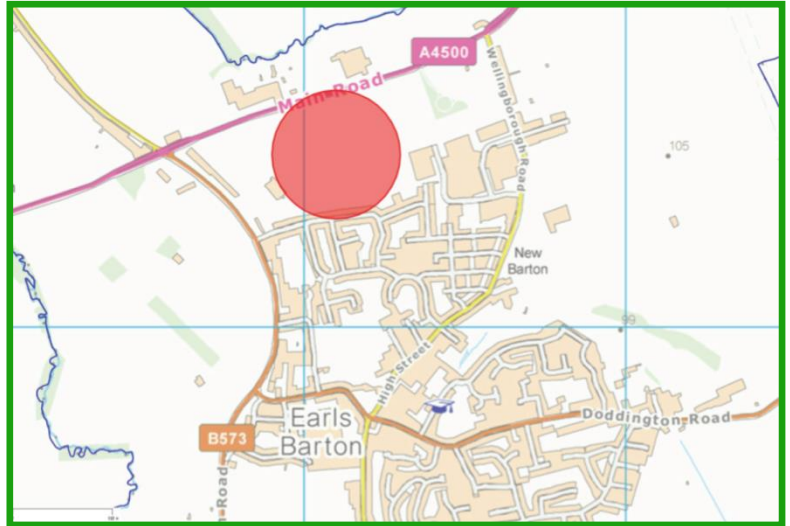 A4500
Main Road
Wellingborough Road
105
New
Barton
99
High Street
Earls
Barton
Doddington Road
B573
Road